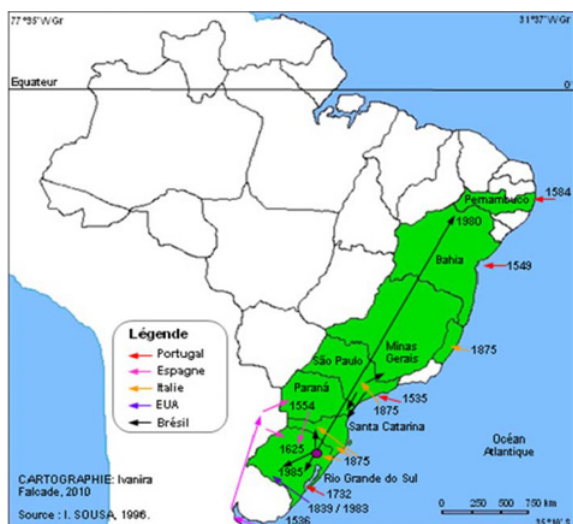 77°35'WGr
31°37'WGr
Equateur
0°
Pernambuco
1584
1980
Bahia
1549
Minas
Gerais
1875
São Paulo
Légende
Portugal
Espagne
Italie
EUA
Brésil
Paraná
1554
1535
1875
Santa Catarina
1625
1875
1985
Océan
Atlantique
CARTOGRAPHIE: Ivanira
Falcade, 2010
Rio Grande do Sul
1732
1839 / 1983
Source : I. SOUSA, 1996.
1536
0 250 500 750 km